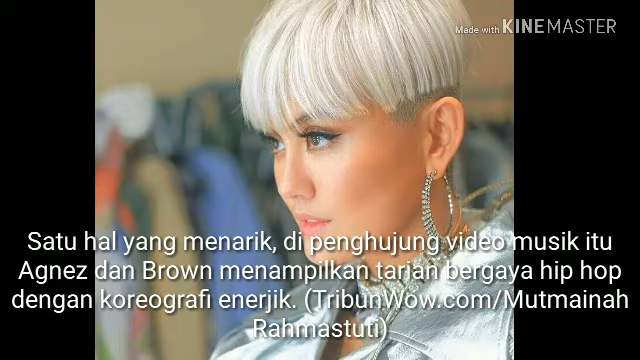 Made with KINEMASTER
Satu hal yang menarik, di penghujung video musik itu
Agnez dan Brown menampilkan tarian bergaya hip hop
dengan koreografi enerjik. (TribunWow.com/Mutmainah
Rahmastuti)